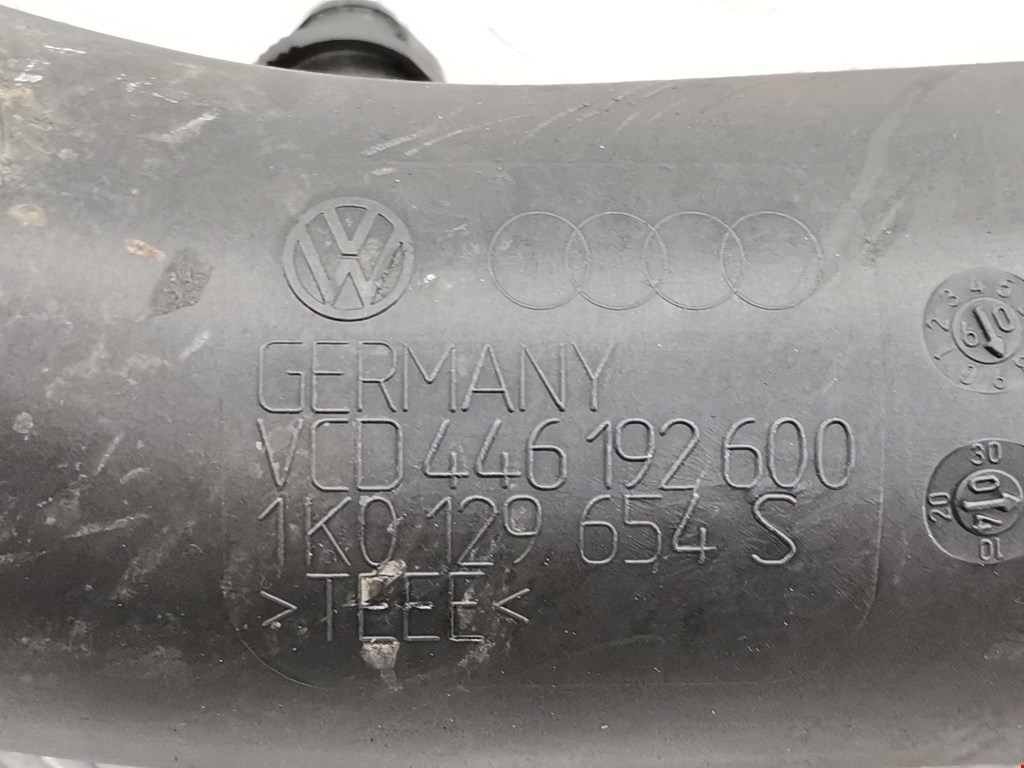 GERMANY
VCD 446 192 600
1K0 129 654 S
>TEEE<